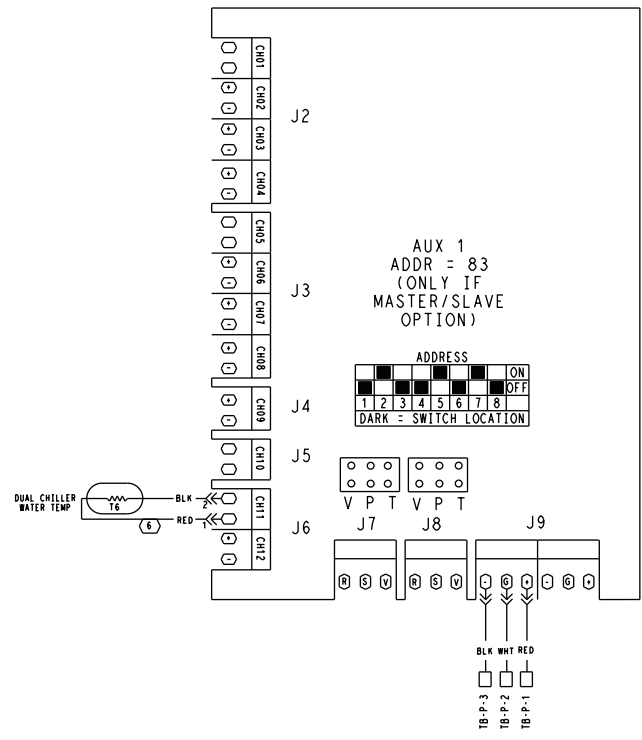 CH01
CH02
+
-
J2
CH03
+
-
CH04
+
-
CH05
CH06
+
-
J3
CH07
+
-
CH08
+
-
AUX 1
ADDR = 83
(ONLY IF
MASTER/SLAVE
OPTION)
ADDRESS
ON
OFF
1 2 3 4 5 6 7 8
DARK = SWITCH LOCATION
CH09
+
-
J4
CH10
J5
DUAL CHILLER
WATER TEMP
T6
BLK
2
6
RED
1
CH11
J6
CH12
+
-
V P T
V P T
J7
J8
J9
R S V
R S V
- G +
- G +
BLK WHT RED
TB-P-3
TB-P-2
TB-P-1